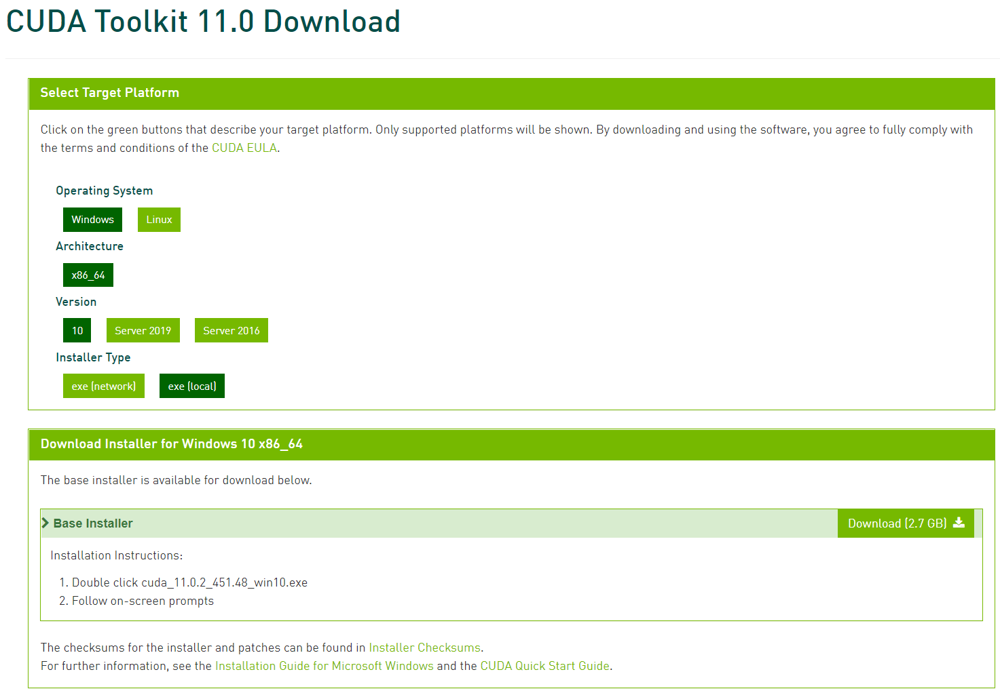 CUDA Toolkit 11.0 Download
Select Target Platform
Click on the green buttons that describe your target platform. Only supported platforms will be shown. By downloading and using the software, you agree to fully comply with
the terms and conditions of the CUDA EULA.
Operating System
Windows Linux
Architecture
x86_64
Version
10 Server 2019 Server 2016
Installer Type
exe (network) exe (local)
Download Installer for Windows 10 x86_64
The base installer is available for download below.
Base Installer Download (2.7 GB)
Installation Instructions:
1. Double click cuda_11.0.2_451.48_win10.exe
2. Follow on-screen prompts
The checksums for the installer and patches can be found in Installer Checksums.
For further information, see the Installation Guide for Microsoft Windows and the CUDA Quick Start Guide.